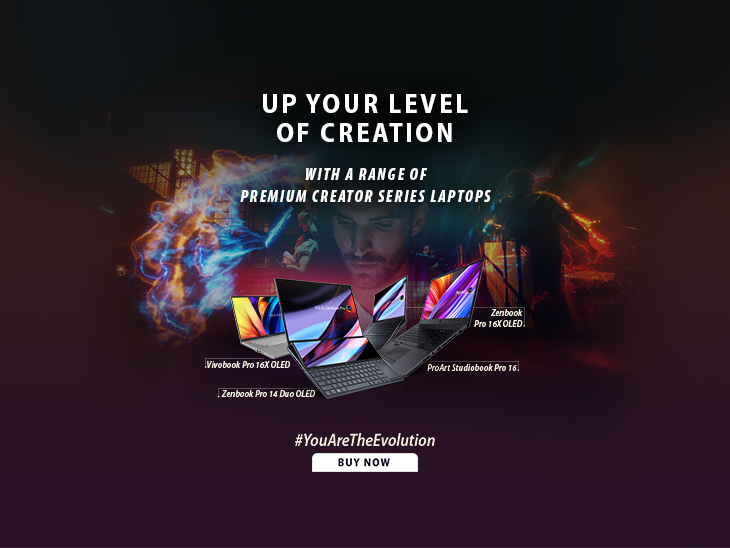 UP YOUR LEVEL
OF CREATION
WITH A RANGE OF
PREMIUM CREATOR SERIES LAPTOPS
Zenbook
Pro 16X OLED
Vivobook Pro 16X OLED
ProArt Studiobook Pro 16
Zenbook Pro 14 Duo OLED
#YouAreTheEvolution
BUY NOW